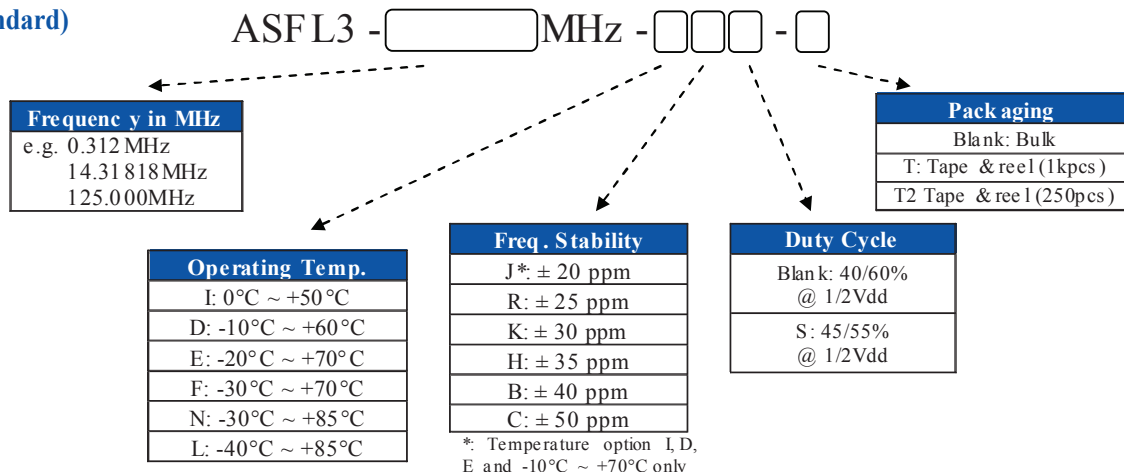 ndard)
ASFL3 - MHz - -
Frequenc y in MHz
e.g. 0.312 MHz
14.31818MHz
125.000MHz
Packaging
Blank: Bulk
T: Tape & reel (1kpcs)
T2 Tape & reel (250pcs)
Operating Temp.
I: 0°C ~ +50°C
D: -10°C ~ +60°C
E: -20°C ~ +70°C
F: -30°C ~ +70°C
N: -30°C ~ +85°C
L: -40°C ~ +85°C
Freq. Stability
J*: ± 20 ppm
R: ± 25 ppm
K: ± 30 ppm
H: ± 35 ppm
B: ± 40 ppm
C: ± 50 ppm
*: Temperature option I, D,
E and -10°C ~ +70°C only
Duty Cycle
Blank: 40/60%
@ 1/2Vdd
S: 45/55%
@ 1/2Vdd